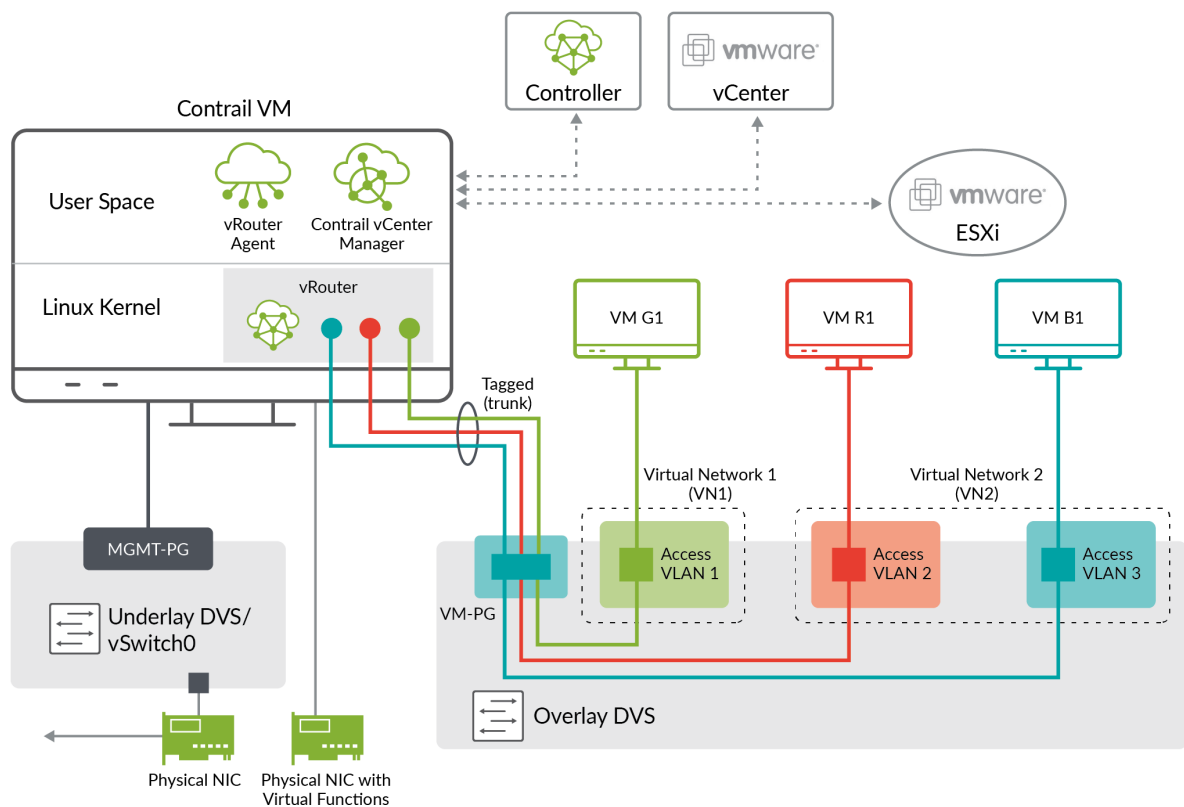 Controller
vmware®
vCenter
Contrail VM
User Space
vRouter
Agent
Contrail vCenter
Manager
vmware®
ESXi
Linux Kernel
vRouter
VM G1
VM R1
VM B1
Tagged
(trunk)
Virtual Network 1
(VN1)
Virtual Network 2
(VN2)
MGMT-PG
Access
VLAN 1
Access
VLAN 2
Access
VLAN 3
VM-PG
Underlay DVS/
vSwitch0
Overlay DVS
Physical NIC
Physical NIC with
Virtual Functions